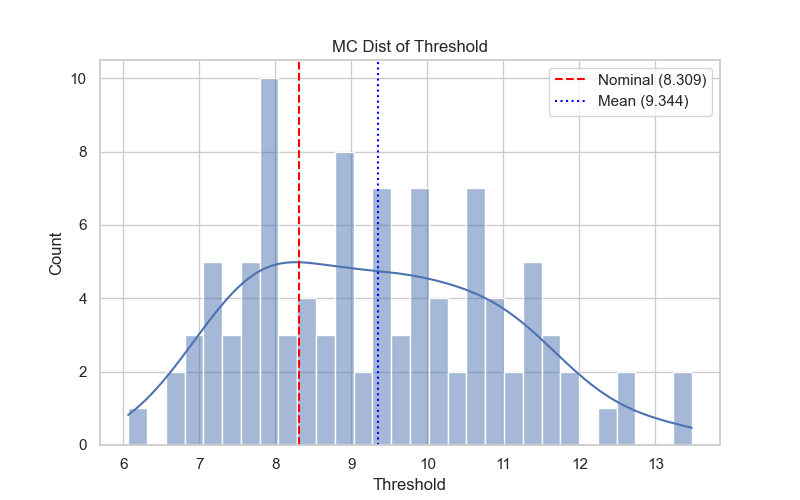 MC Dist of Threshold
Nominal (8.309)
Mean (9.344)
Count
10
8
6
4
2
0
6 7 8 9 10 11 12 13
Threshold